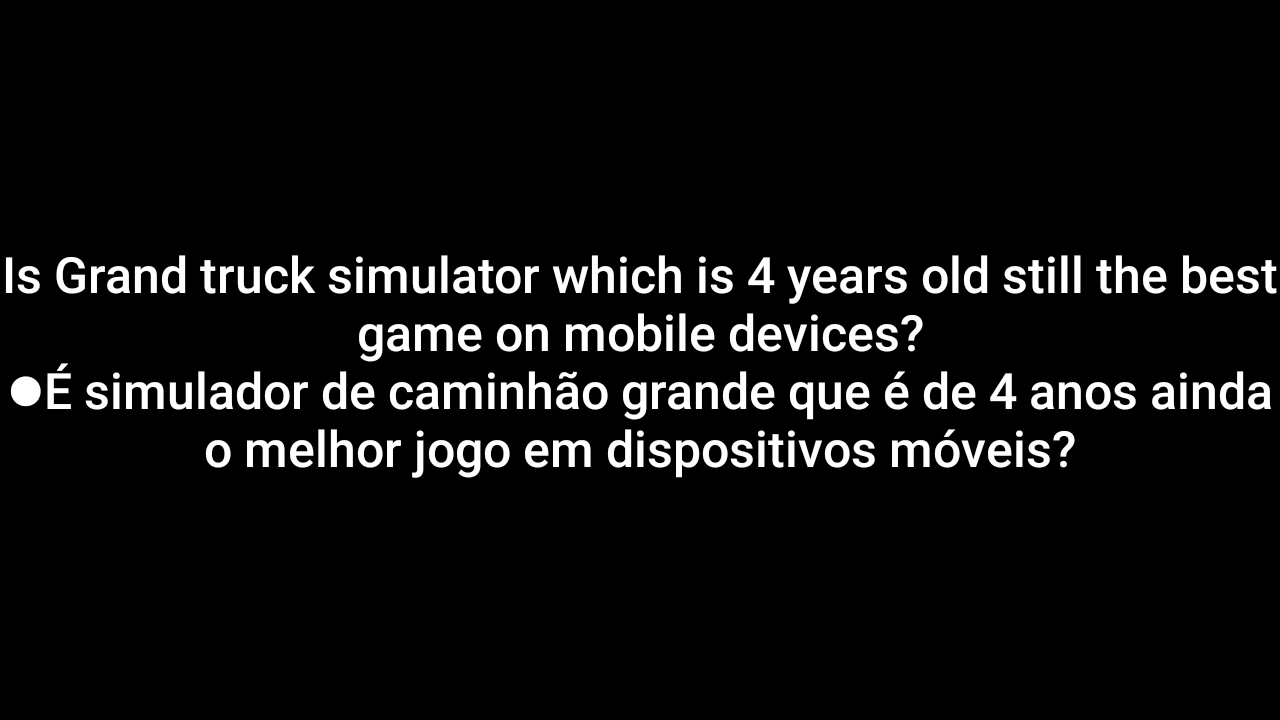 Is Grand truck simulator which is 4 years old still the best
game on mobile devices?
●É simulador de caminhão grande que é de 4 anos ainda
o melhor jogo em dispositivos móveis?